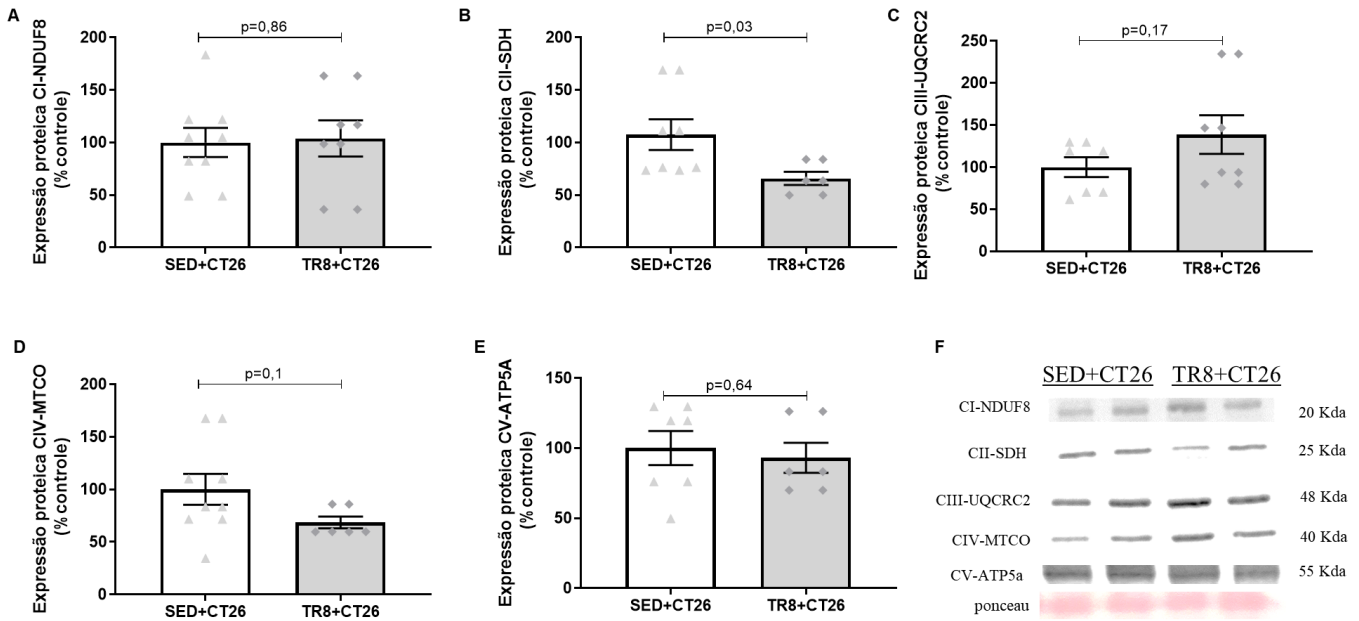 A
Expressão proteica CI-NDUF8
(% controle)
200
150
100
50
0
p=0,86
SED+CT26
TR8+CT26
B
Expressão proteica CII-SDH
(% controle)
200
150
100
50
0
p=0,03
SED+CT26
TR8+CT26
C
Expressão proteica CIII-UQCRC2
(% controle)
250
200
150
100
50
0
p=0,17
SED+CT26
TR8+CT26
D
Expressão proteica CIV-MTCO
(% controle)
200
150
100
50
0
p=0,1
SED+CT26
TR8+CT26
E
Expressão proteica CV-ATP5A
(% controle)
150
100
50
0
p=0,64
SED+CT26
TR8+CT26
F
SED+CT26 TR8+CT26
CI-NDUF8 20 Kda
CII-SDH 25 Kda
CIII-UQCRC2 48 Kda
CIV-MTCO 40 Kda
CV-ATP5a 55 Kda
ponceau